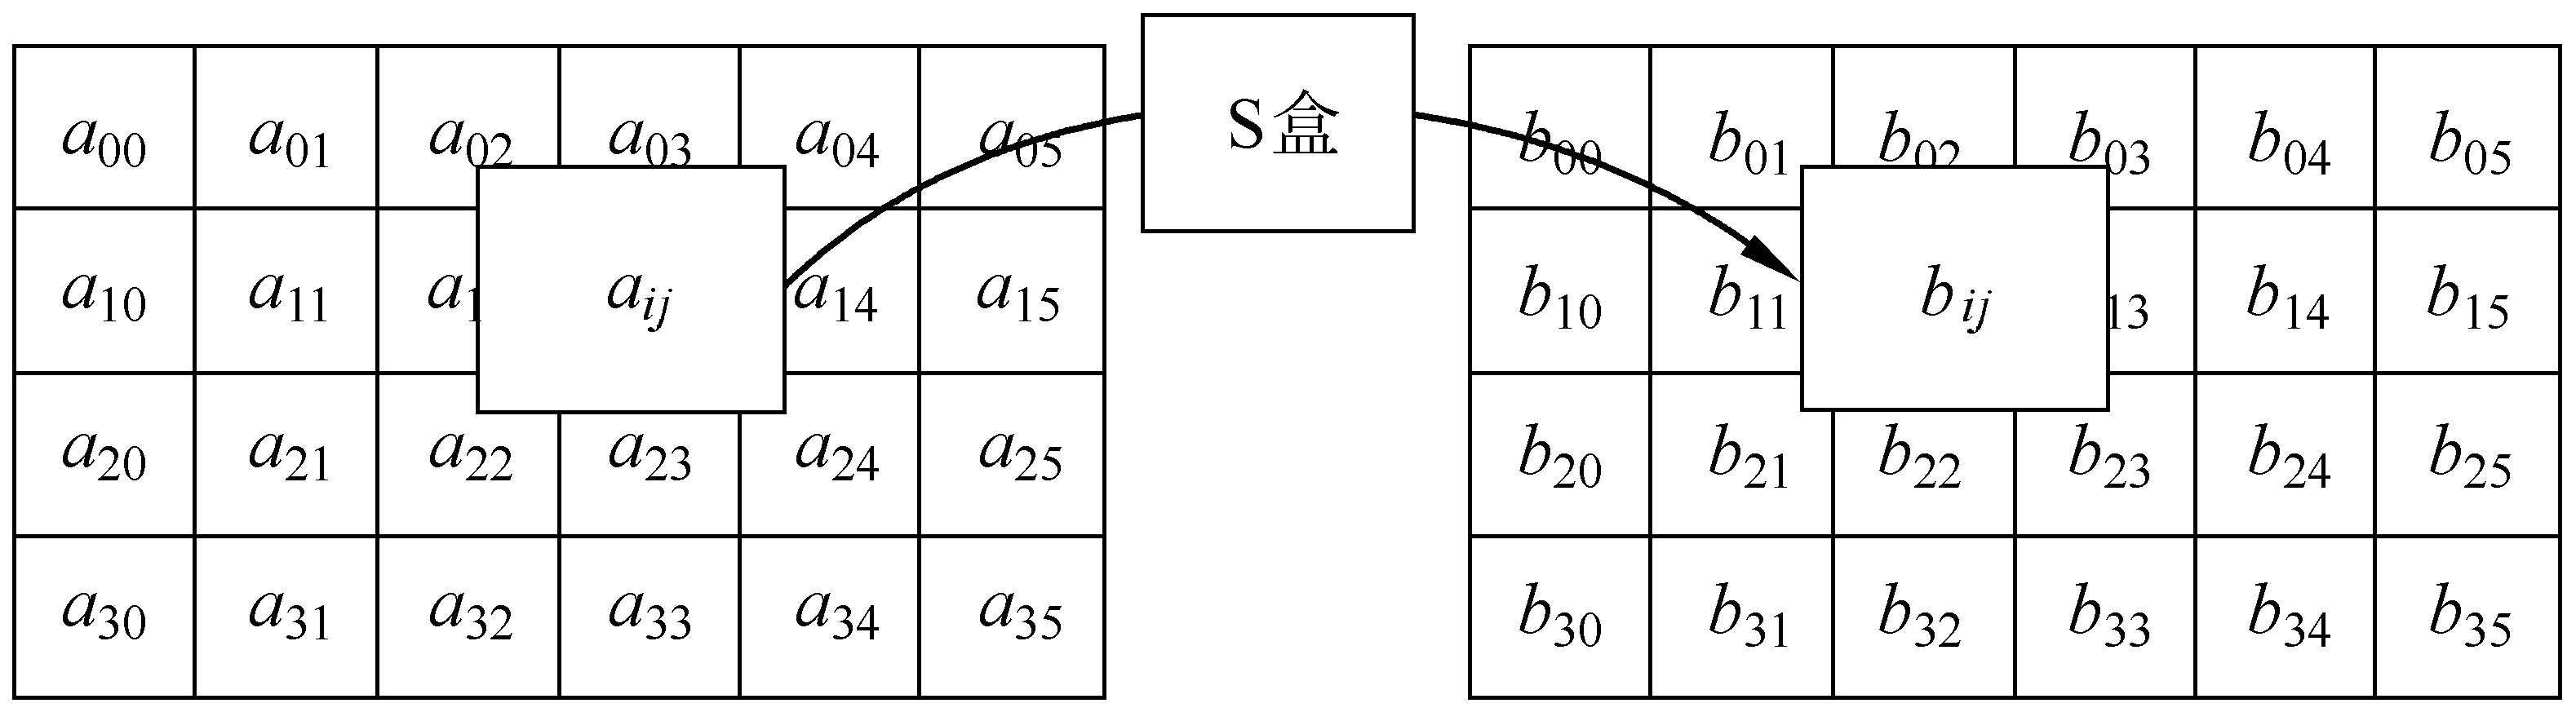 S盒
a00 a01 a02 a03 a04 a05
b00 b01 b02 b03 b04 b05
a10 a11 a1 aij a14 a15
b10 b11 bij 13 b14 b15
a20 a21 a22 a23 a24 a25
b20 b21 b22 b23 b24 b25
a30 a31 a32 a33 a34 a35
b30 b31 b32 b33 b34 b35